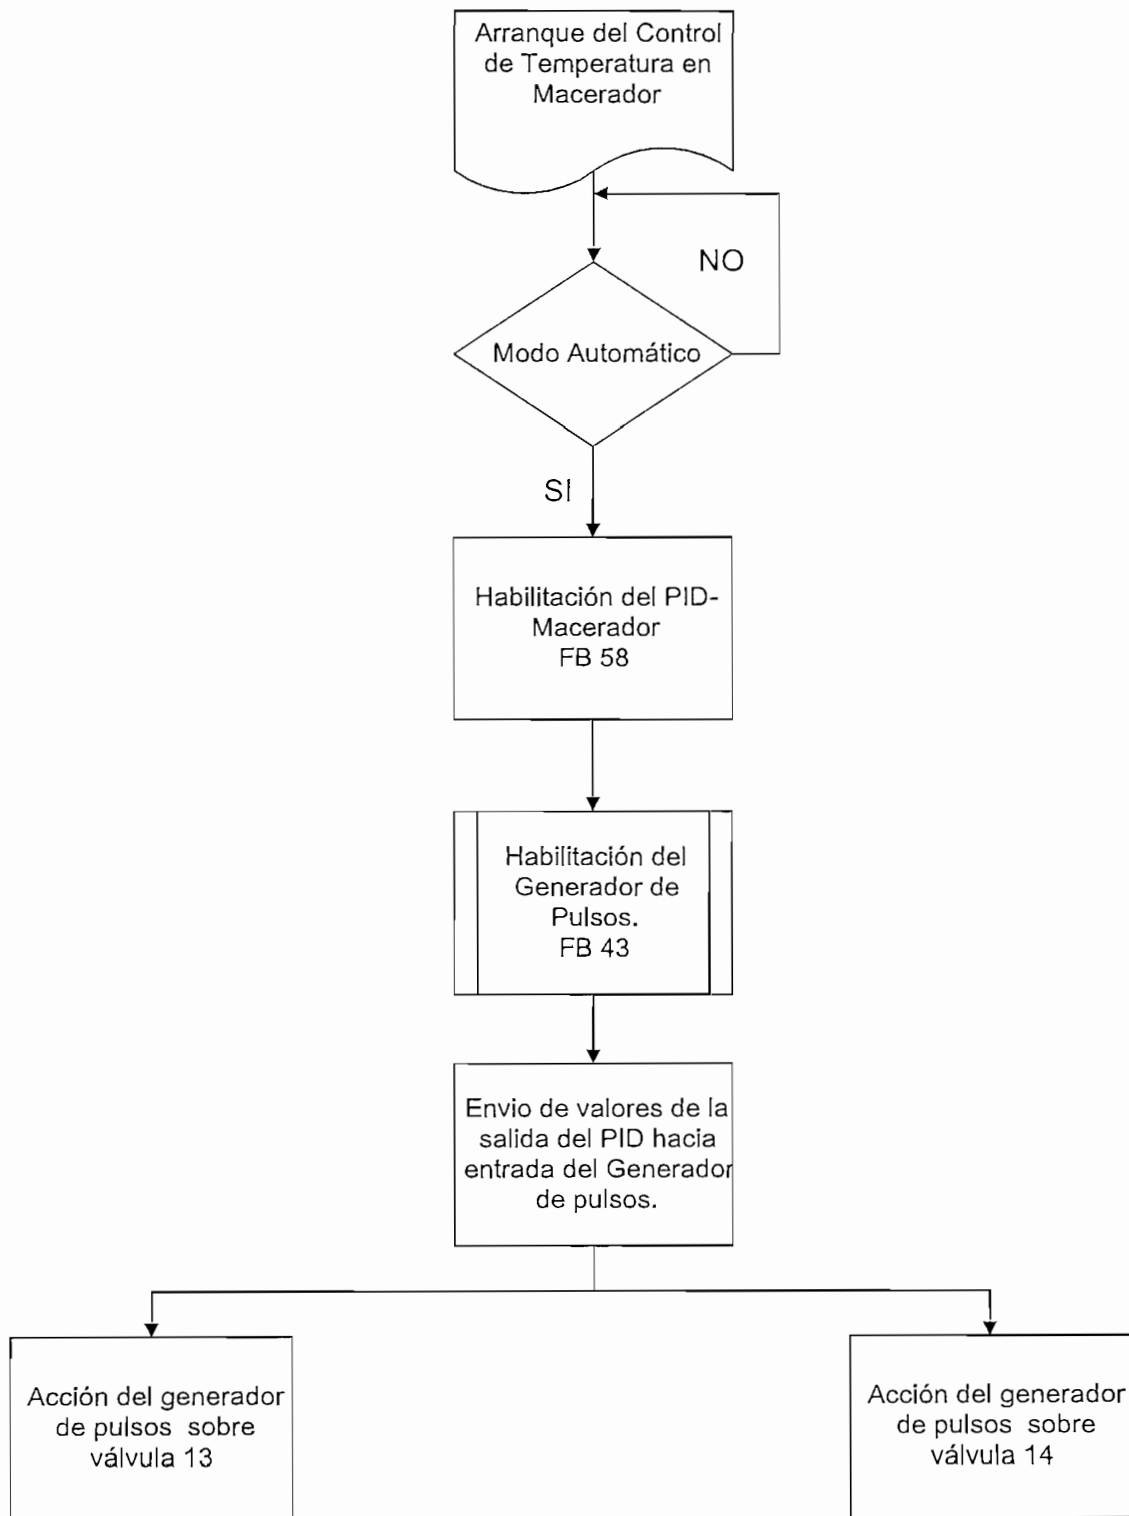 Arranque del Control
de Temperatura en
Macerador
NO
Modo Automático
SI
Habilitación del PID-
Macerador
FB 58
Habilitación del
Generador de
Pulsos.
FB 43
Envio de valores de la
salida del PID hacia
entrada del Generador
de pulsos.
Acción del generador
de pulsos sobre
válvula 13
Acción del generador
de pulsos sobre
válvula 14